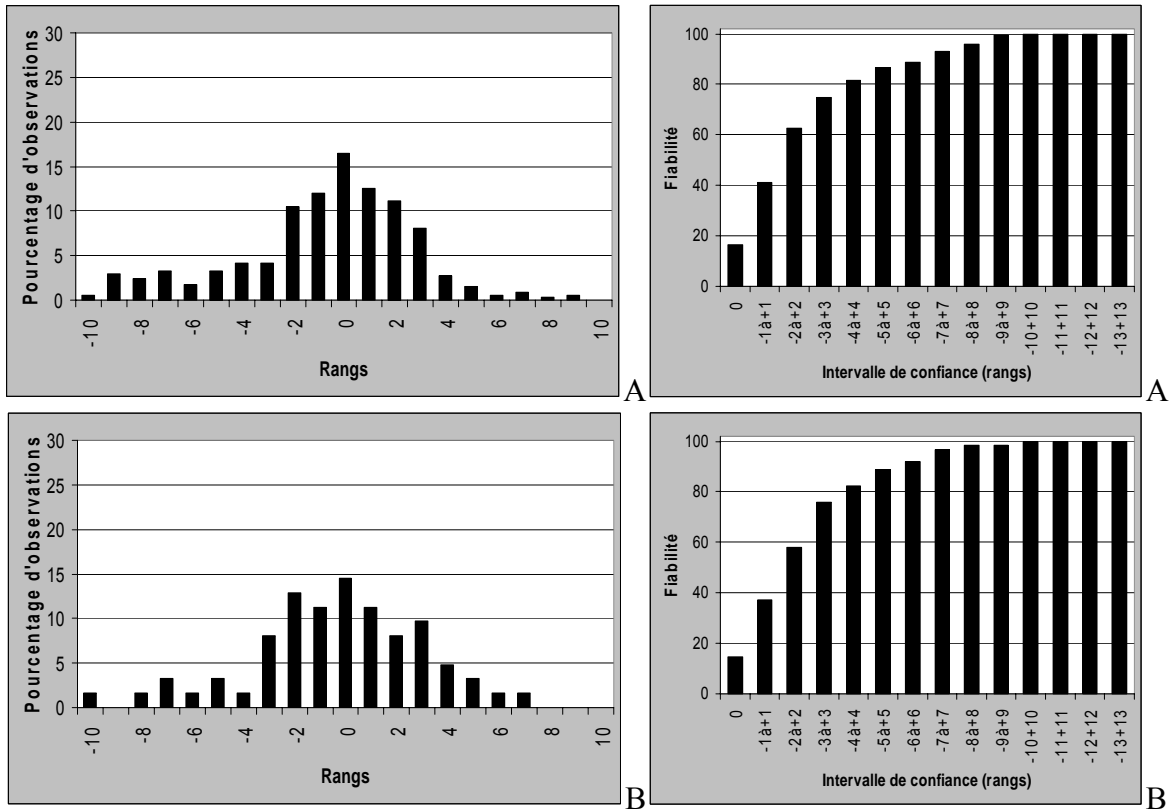 Pourcentage d'observations
30
25
20
15
10
5
0
-10
-8
-6
-4
-2
0
2
4
6
8
10
Rangs
A
Fiabilité
100
80
60
40
20
0
0
-1à+1
-2à+2
-3à+3
-4à+4
-5à+5
-6à+6
-7à+7
-8à+8
-9à+9
-10+10
-11+11
-12+12
-13+13
Intervalle de confiance (rangs)
A
Pourcentage d'observations
30
25
20
15
10
5
0
-10
-8
-6
-4
-2
0
2
4
6
8
10
Rangs
B
Fiabilité
100
80
60
40
20
0
0
-1à+1
-2à+2
-3à+3
-4à+4
-5à+5
-6à+6
-7à+7
-8à+8
-9à+9
-10+10
-11+11
-12+12
-13+13
Intervalle de confiance (rangs)
B